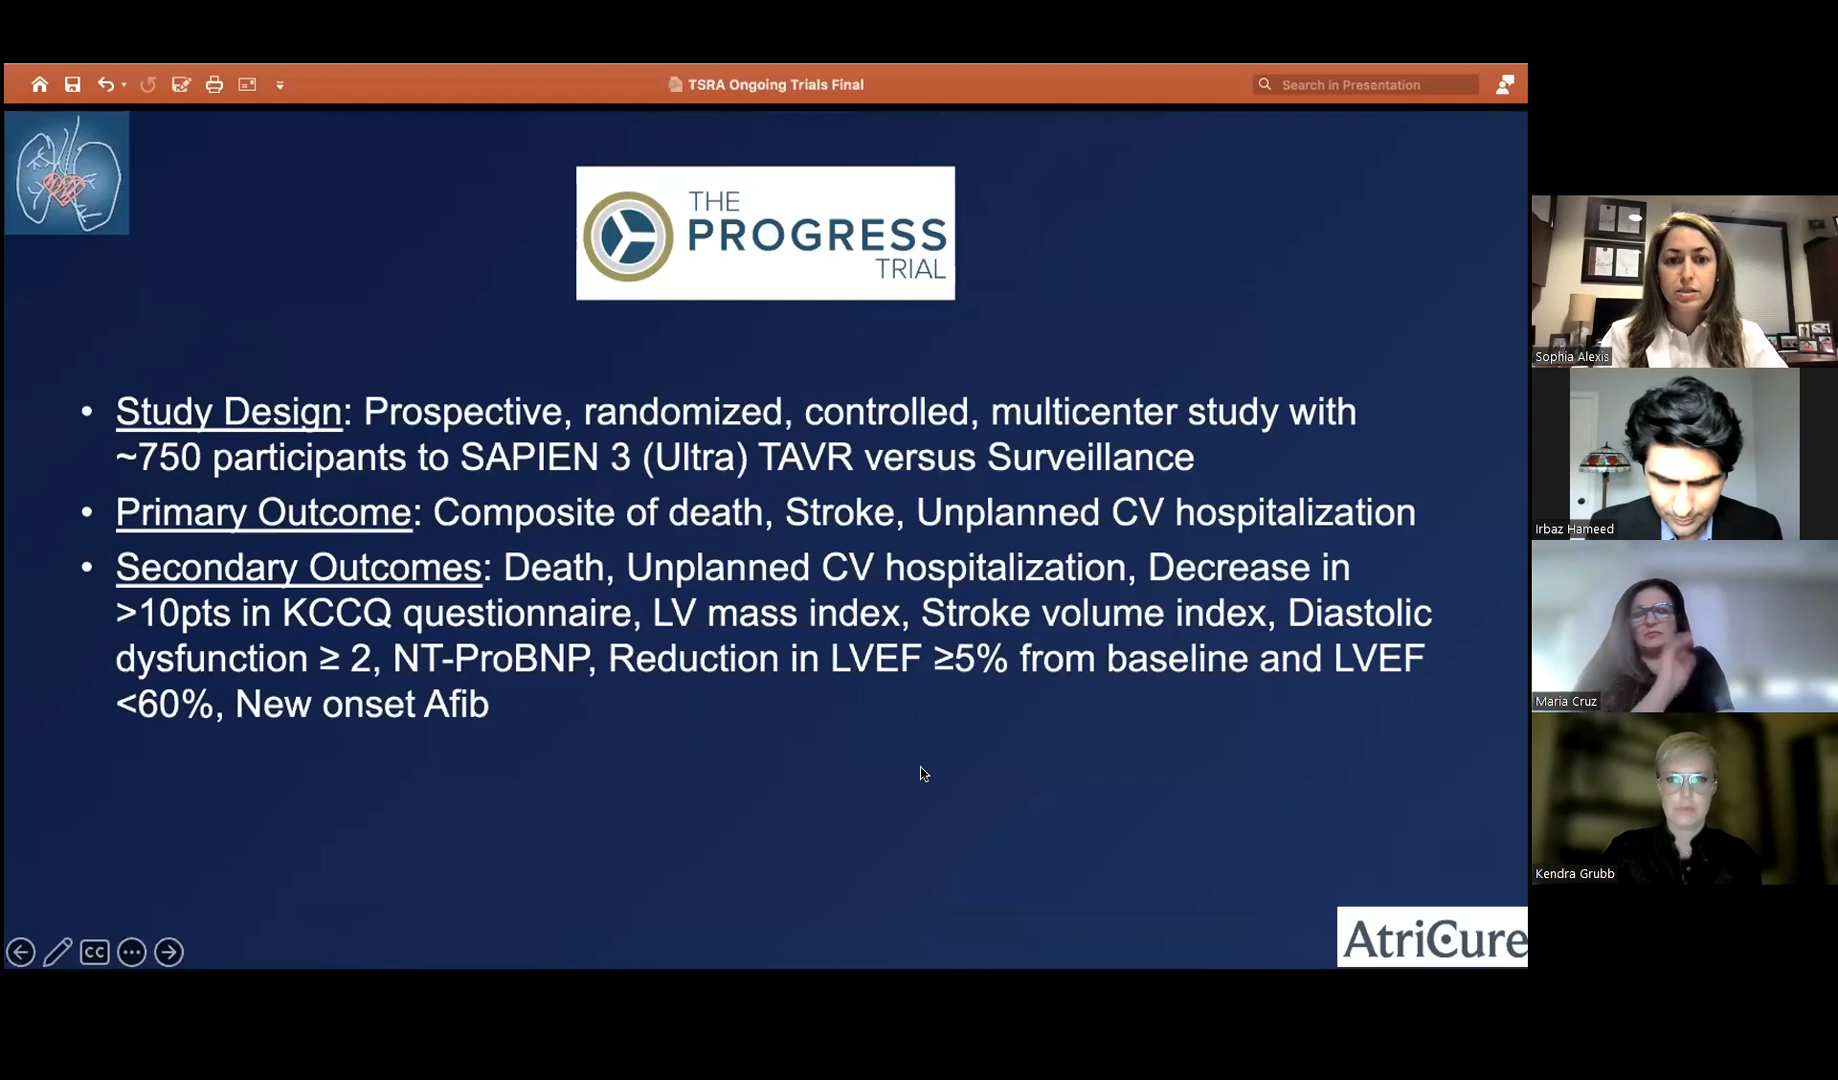 TSRA Ongoing Trials Final
Search in Presentation
THE
PROGRESS
TRIAL
• Study Design: Prospective, randomized, controlled, multicenter study with
~750 participants to SAPIEN 3 (Ultra) TAVR versus Surveillance
• Primary Outcome: Composite of death, Stroke, Unplanned CV hospitalization
• Secondary Outcomes: Death, Unplanned CV hospitalization, Decrease in
>10pts in KCCQ questionnaire, LV mass index, Stroke volume index, Diastolic
dysfunction ≥ 2, NT-ProBNP, Reduction in LVEF ≥5% from baseline and LVEF
<60%, New onset Afib
CC
AtriCure
Sophia Alexis
Irbaz Hameed
Maria Cruz
Kendra Grubb